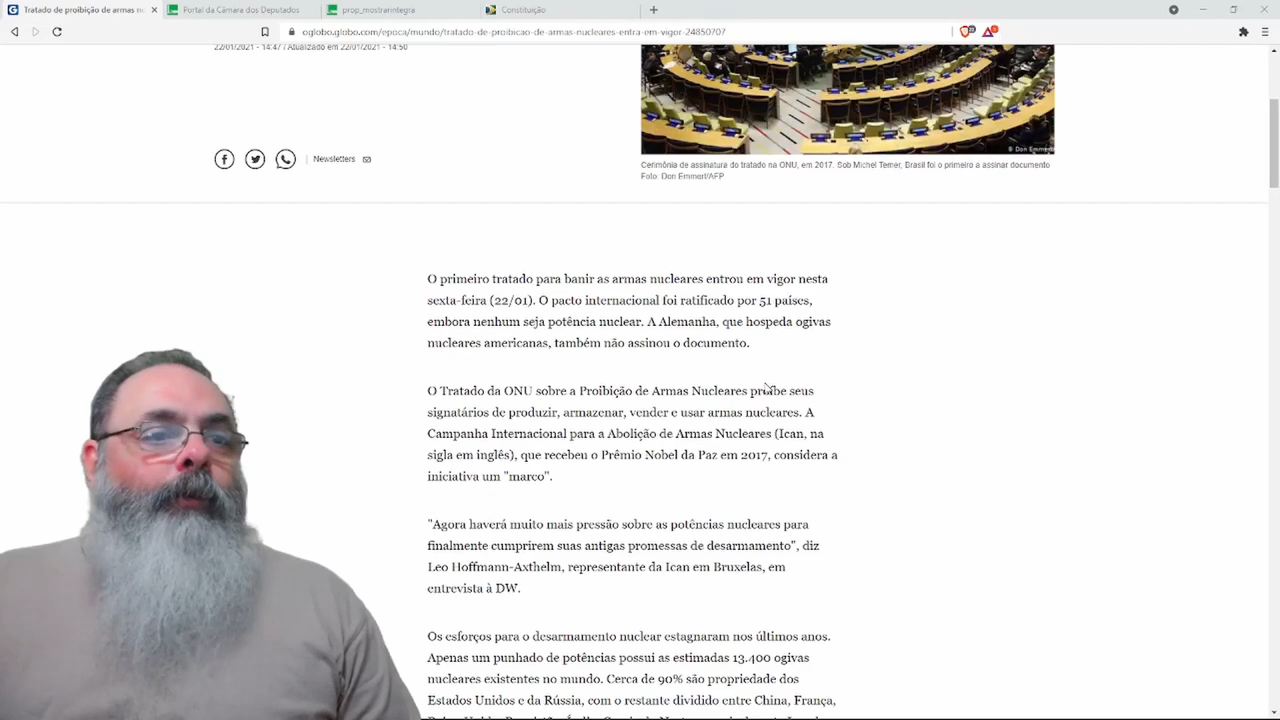 Tratado de proibição de armas nu
Portal da Câmara dos Deputados
prop_mostrarintegra
Constituição
oglobo.globo.com/epoca/mundo/tratado-de-proibicao-de-armas-nucleares-entra-em-vigor-24850707
22/01/2021 - 14:47 / Atualizado em 22/01/2021 - 14:50
© Don Emmert
Newsletters
Cerimônia de assinatura do tratado na ONU, em 2017. Sob Michel Temer, Brasil foi o primeiro a assinar documento
Foto: Don Emmert/AFP
O primeiro tratado para banir as armas nucleares entrou em vigor nesta
sexta-feira (22/01). O pacto internacional foi ratificado por 51 países,
embora nenhum seja potência nuclear. A Alemanha, que hospeda ogivas
nucleares americanas, também não assinou o documento.
O Tratado da ONU sobre a Proibição de Armas Nucleares proíbe seus
signatários de produzir, armazenar, vender e usar armas nucleares. A
Campanha Internacional para a Abolição de Armas Nucleares (Ican, na
sigla em inglês), que recebeu o Prêmio Nobel da Paz em 2017, considera a
iniciativa um "marco".
"Agora haverá muito mais pressão sobre as potências nucleares para
finalmente cumprirem suas antigas promessas de desarmamento", diz
Leo Hoffmann-Axthelm, representante da Ican em Bruxelas, em
entrevista à DW.
Os esforços para o desarmamento nuclear estagnaram nos últimos anos.
Apenas um punhado de potências possui as estimadas 13.400 ogivas
nucleares existentes no mundo. Cerca de 90% são propriedade dos
Estados Unidos e da Rússia, com o restante dividido entre China, França,